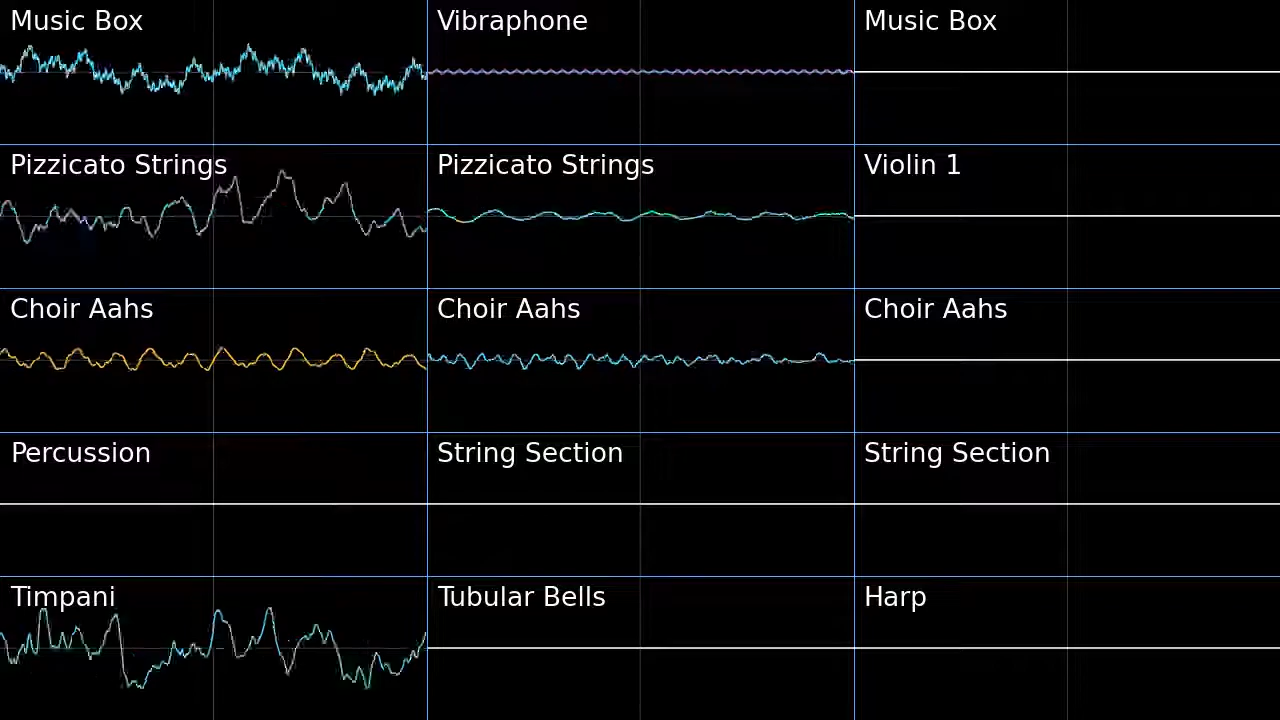 Music Box
Vibraphone
Music Box
Pizzicato Strings
Pizzicato Strings
Violin 1
Choir Aahs
Choir Aahs
Choir Aahs
Percussion
String Section
String Section
Timpani
Tubular Bells
Harp